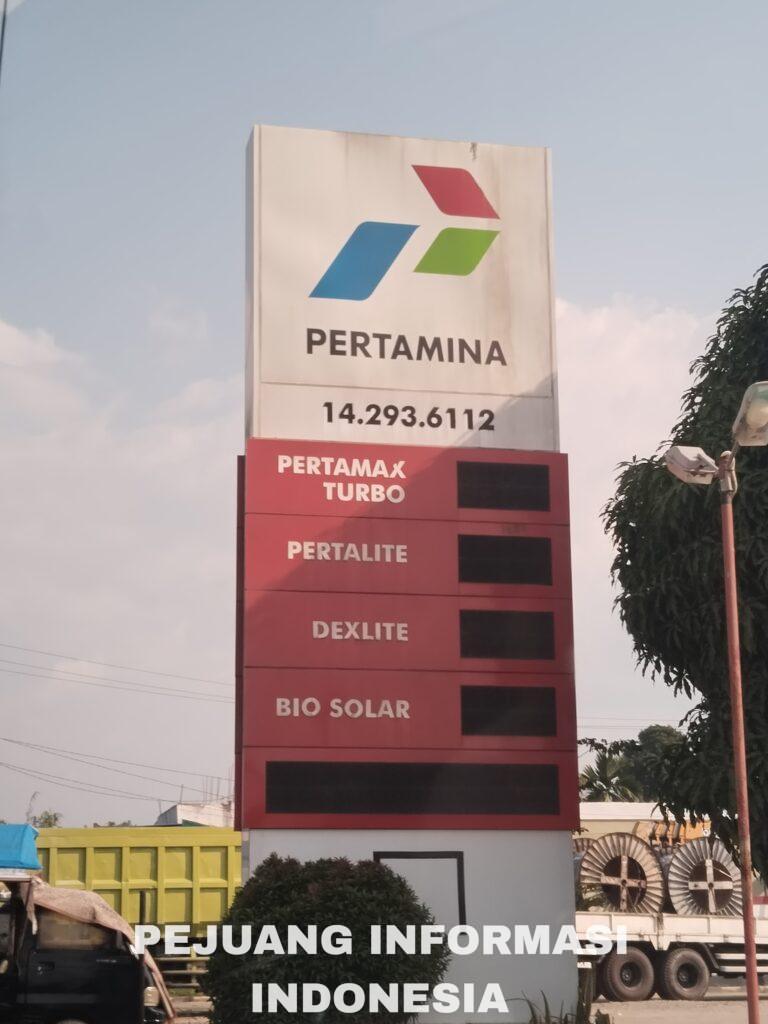 PERTAMINA
14.293.6112
PERTAMAX
TURBO
PERTALITE
DEXLITE
BIO SOLAR
PEJUANG INFORMASI
INDONESIA